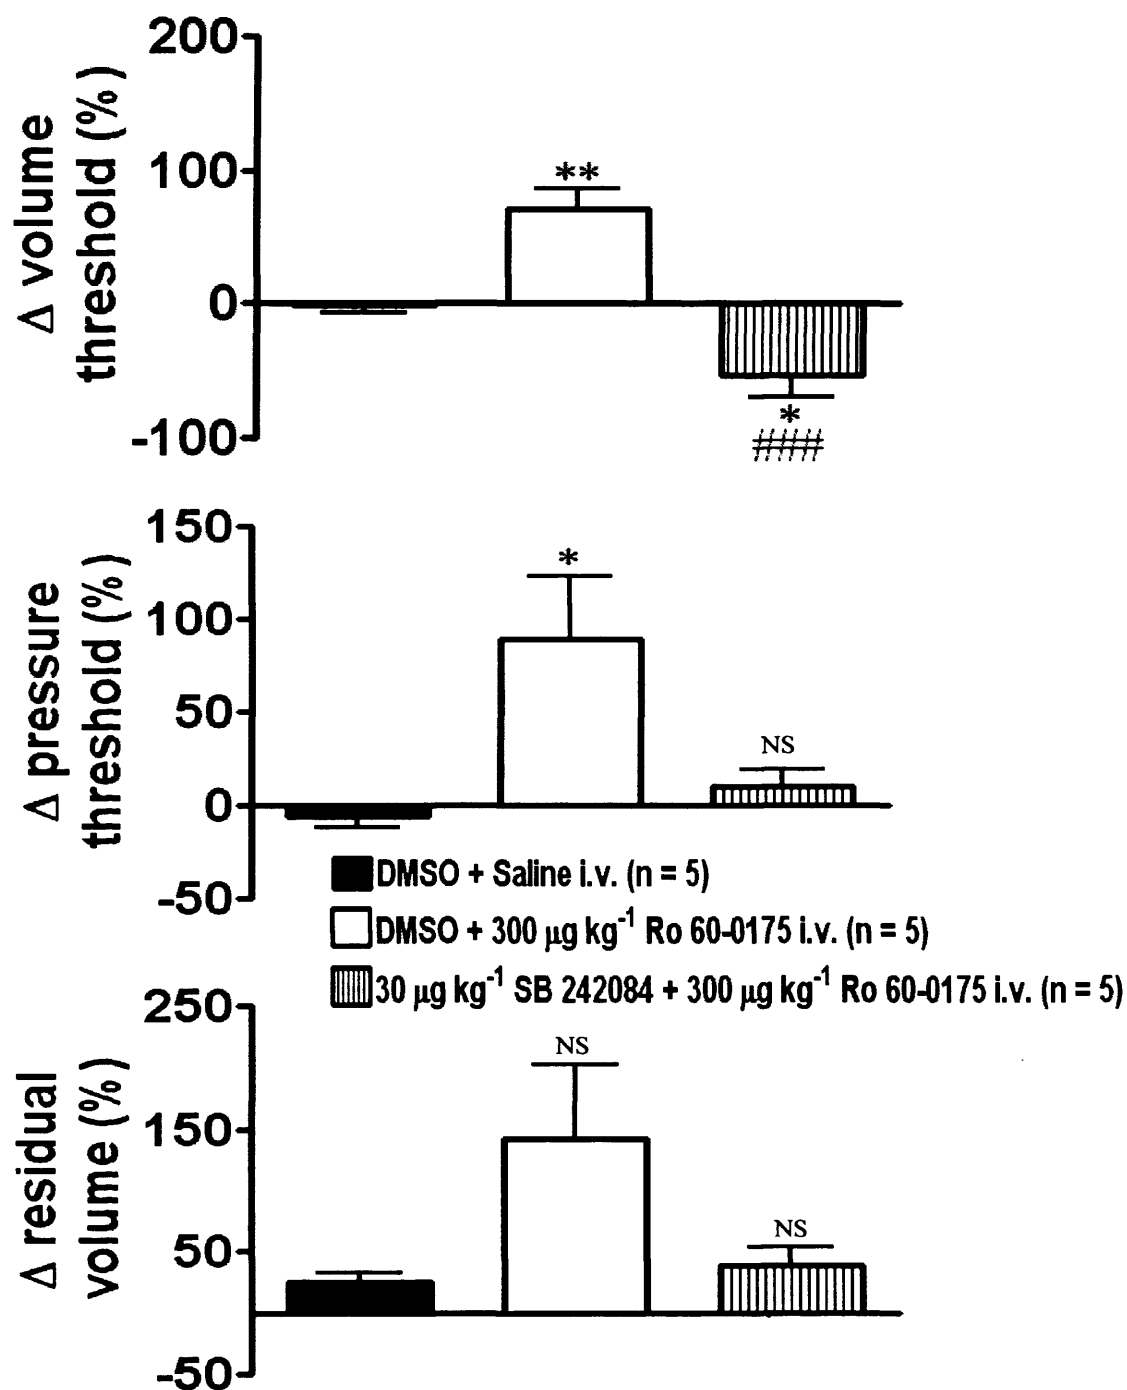 Δ volume
threshold (%)
200
100
0
-100
**
*
#####
Δ pressure
threshold (%)
150
100
50
0
-50
*
NS
DMSO + Saline i.v. (n = 5)
DMSO + 300 μg kg⁻¹ Ro 60-0175 i.v. (n = 5)
30 μg kg⁻¹ SB 242084 + 300 μg kg⁻¹ Ro 60-0175 i.v. (n = 5)
Δ residual
volume (%)
250
150
50
-50
NS
NS